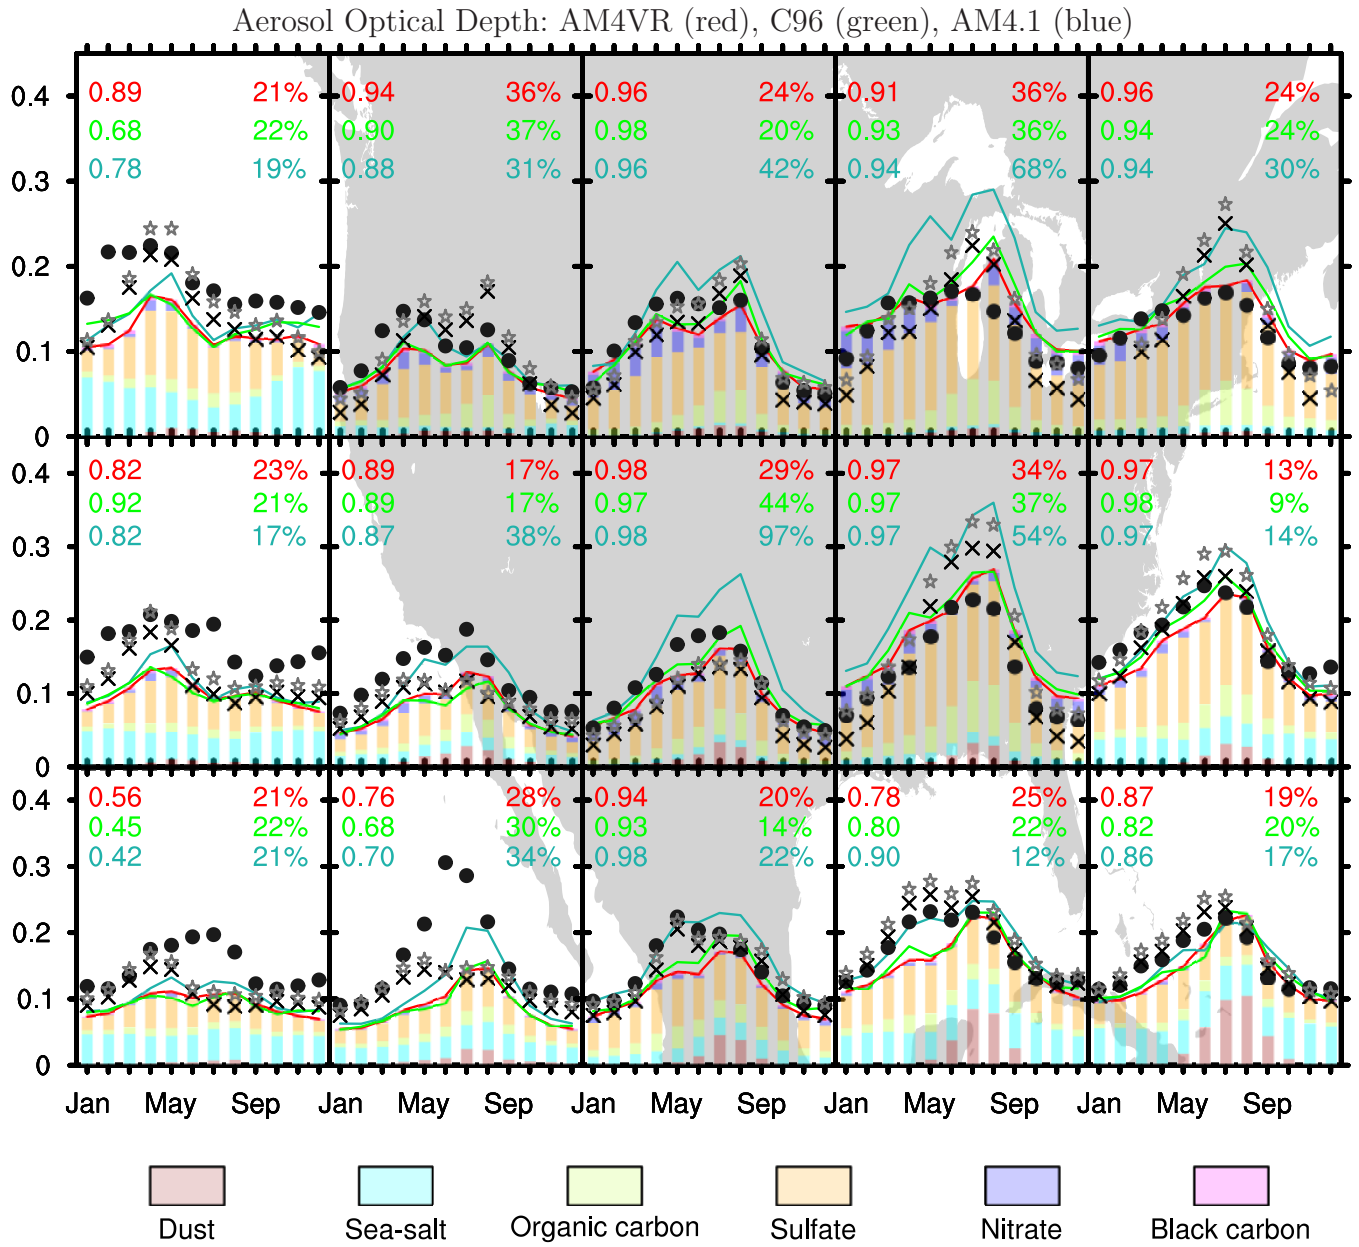 Aerosol Optical Depth: AM4VR (red), C96 (green), AM4.1 (blue)
0.4 0.89 21% 0.94 36% 0.96 24% 0.91 36% 0.96 24%
0.68 22% 0.90 37% 0.98 20% 0.93 36% 0.94 24%
0.78 19% 0.88 31% 0.96 42% 0.94 68% 0.94 30%
0.3
0.2
0.1
0
0.4 0.82 23% 0.89 17% 0.98 29% 0.97 34% 0.97 13%
0.92 21% 0.89 17% 0.97 44% 0.97 37% 0.98 9%
0.82 17% 0.87 38% 0.98 97% 0.97 54% 0.97 14%
0.3
0.2
0.1
0
0.4 0.56 21% 0.76 28% 0.94 20% 0.78 25% 0.87 19%
0.45 22% 0.68 30% 0.93 14% 0.80 22% 0.82 20%
0.42 21% 0.70 34% 0.98 22% 0.90 12% 0.86 17%
0.3
0.2
0.1
0
Jan May Sep Jan May Sep Jan May Sep Jan May Sep Jan May Sep
Dust Sea-salt Organic carbon Sulfate Nitrate Black carbon